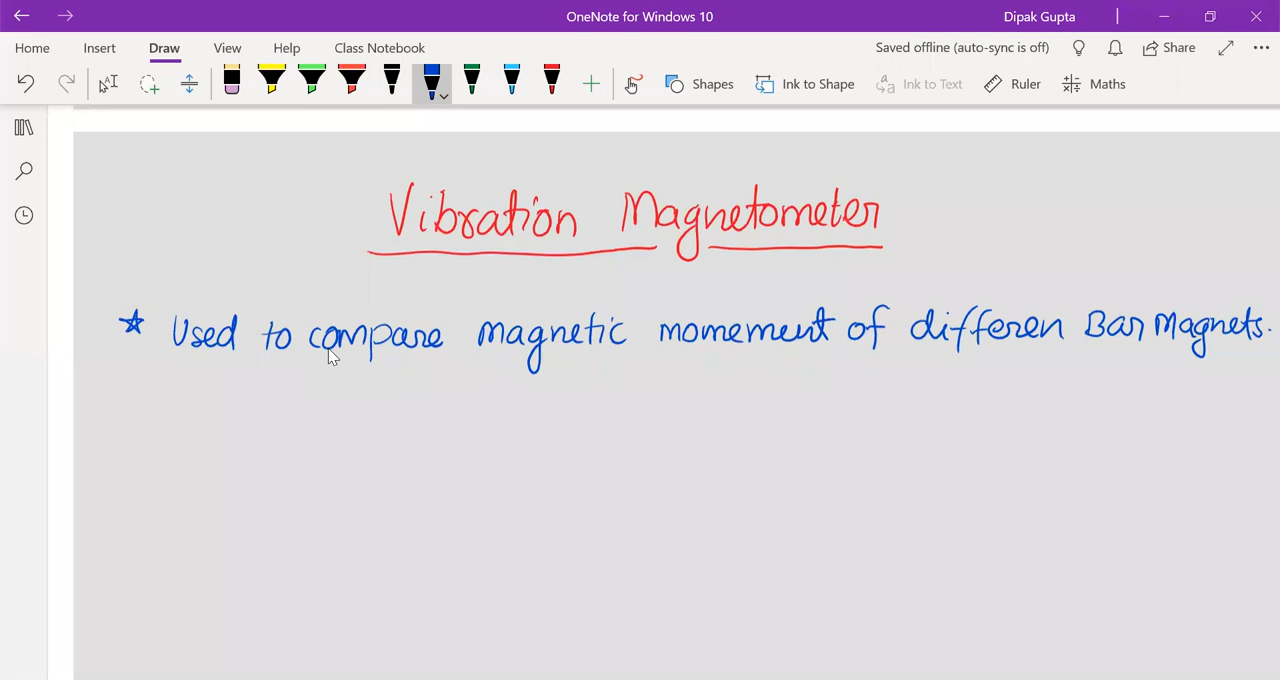 OneNote for Windows 10
Dipak Gupta
Home Insert Draw View Help Class Notebook
Saved offline (auto-sync is off) Share
Shapes Ink to Shape Ink to Text Ruler Maths
Vibration Magnetometer
* Used to compare magnetic momement of differen Bar Magnets.